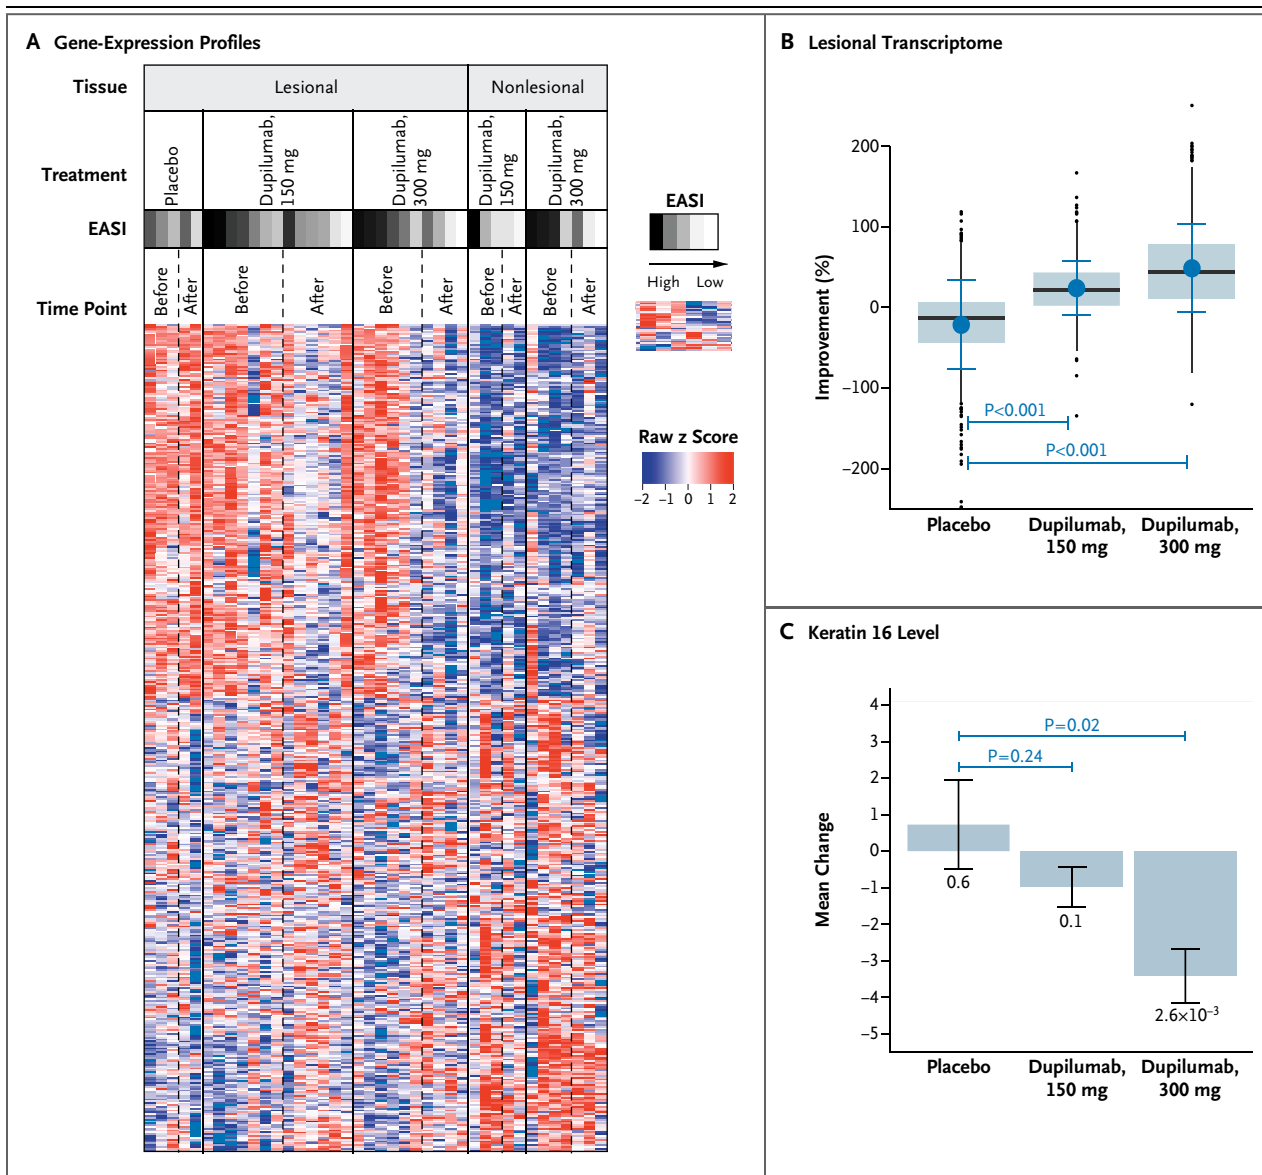 A Gene-Expression Profiles
Tissue
Lesional
Nonlesional
Treatment
Placebo
Dupilumab,
150 mg
Dupilumab,
300 mg
Dupilumab,
150 mg
Dupilumab,
300 mg
EASI
Time Point
Before
After
Before
After
Before
After
Before
After
Before
After
EASI
High
Low
Raw z Score
−2 −1 0 1 2
B Lesional Transcriptome
Improvement (%)
200
100
0
−100
−200
P<0.001
P<0.001
Placebo
Dupilumab,
150 mg
Dupilumab,
300 mg
C Keratin 16 Level
Mean Change
4
3
2
1
0
−1
−2
−3
−4
−5
P=0.02
P=0.24
0.6
0.1
2.6×10⁻³
Placebo
Dupilumab,
150 mg
Dupilumab,
300 mg